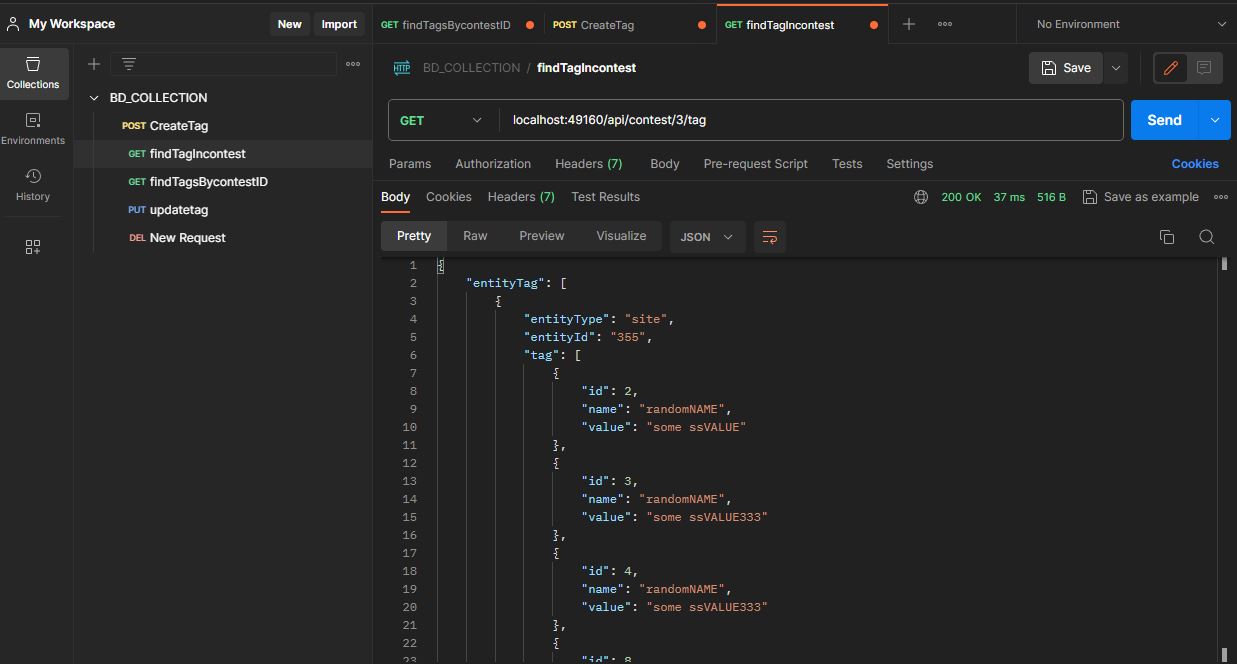 My Workspace
New
Import
GET findTagsBycontestID
POST CreateTag
GET findTagIncontest
No Environment
Collections
Environments
History
BD_COLLECTION
POST CreateTag
GET findTagIncontest
GET findTagsBycontestID
PUT updatetag
DEL New Request
HTTP BD_COLLECTION / findTagIncontest
Save
GET
localhost:49160/api/contest/3/tag
Send
Params Authorization Headers (7) Body Pre-request Script Tests Settings
Cookies
Body Cookies Headers (7) Test Results
200 OK 37 ms 516 B Save as example
Pretty Raw Preview Visualize JSON
1 {
2 "entityTag": [
3 {
4 "entityType": "site",
5 "entityId": "355",
6 "tag": [
7 {
8 "id": 2,
9 "name": "randomNAME",
10 "value": "some ssVALUE"
11 },
12 {
13 "id": 3,
14 "name": "randomNAME",
15 "value": "some ssVALUE333"
16 },
17 {
18 "id": 4,
19 "name": "randomNAME",
20 "value": "some ssVALUE333"
21 },
22 {
23 "id": 8